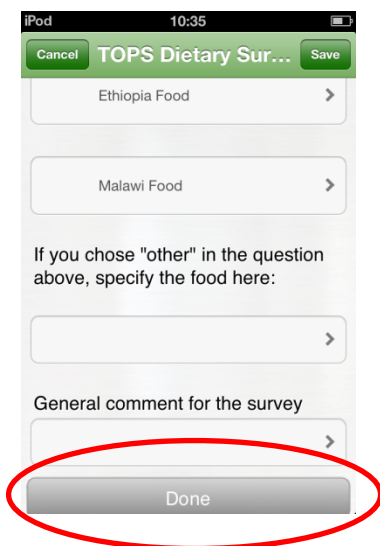 iPod 10:35
Cancel TOPS Dietary Sur... Save
Ethiopia Food
Malawi Food
If you chose "other" in the question
above, specify the food here:
General comment for the survey
Done